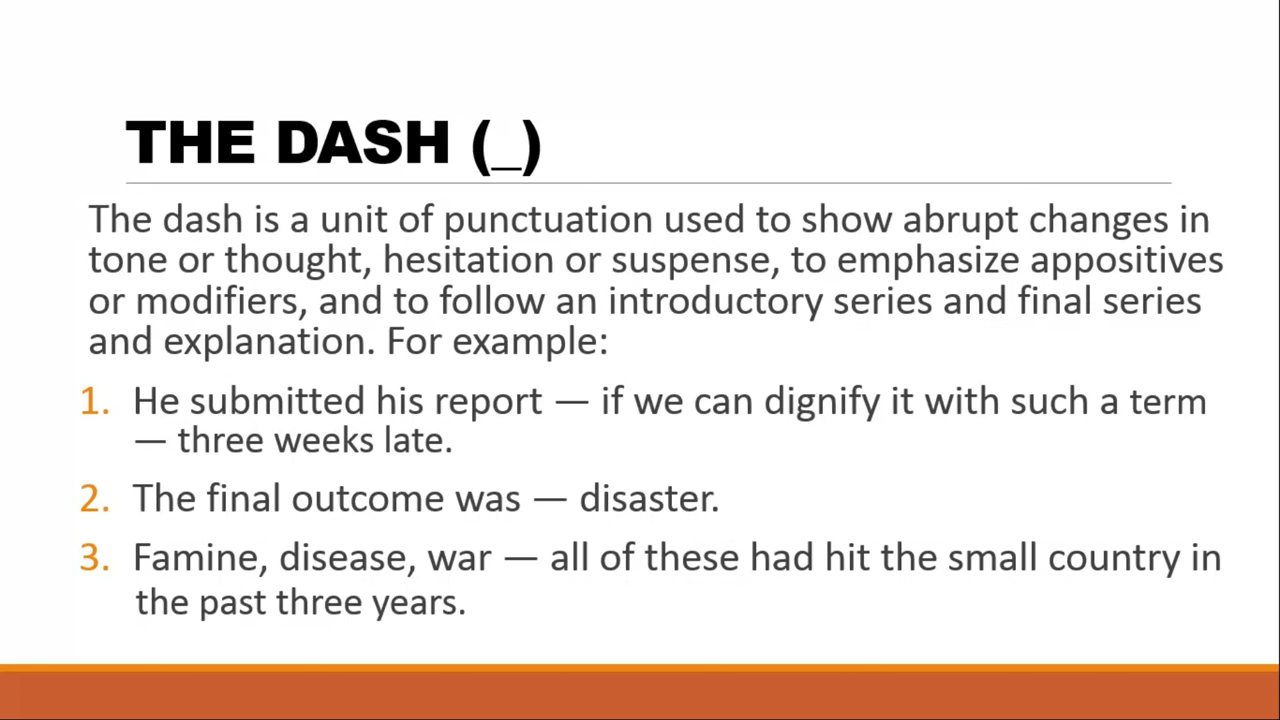 THE DASH (_)
The dash is a unit of punctuation used to show abrupt changes in
tone or thought, hesitation or suspense, to emphasize appositives
or modifiers, and to follow an introductory series and final series
and explanation. For example:
1. He submitted his report — if we can dignify it with such a term
— three weeks late.
2. The final outcome was — disaster.
3. Famine, disease, war — all of these had hit the small country in
the past three years.